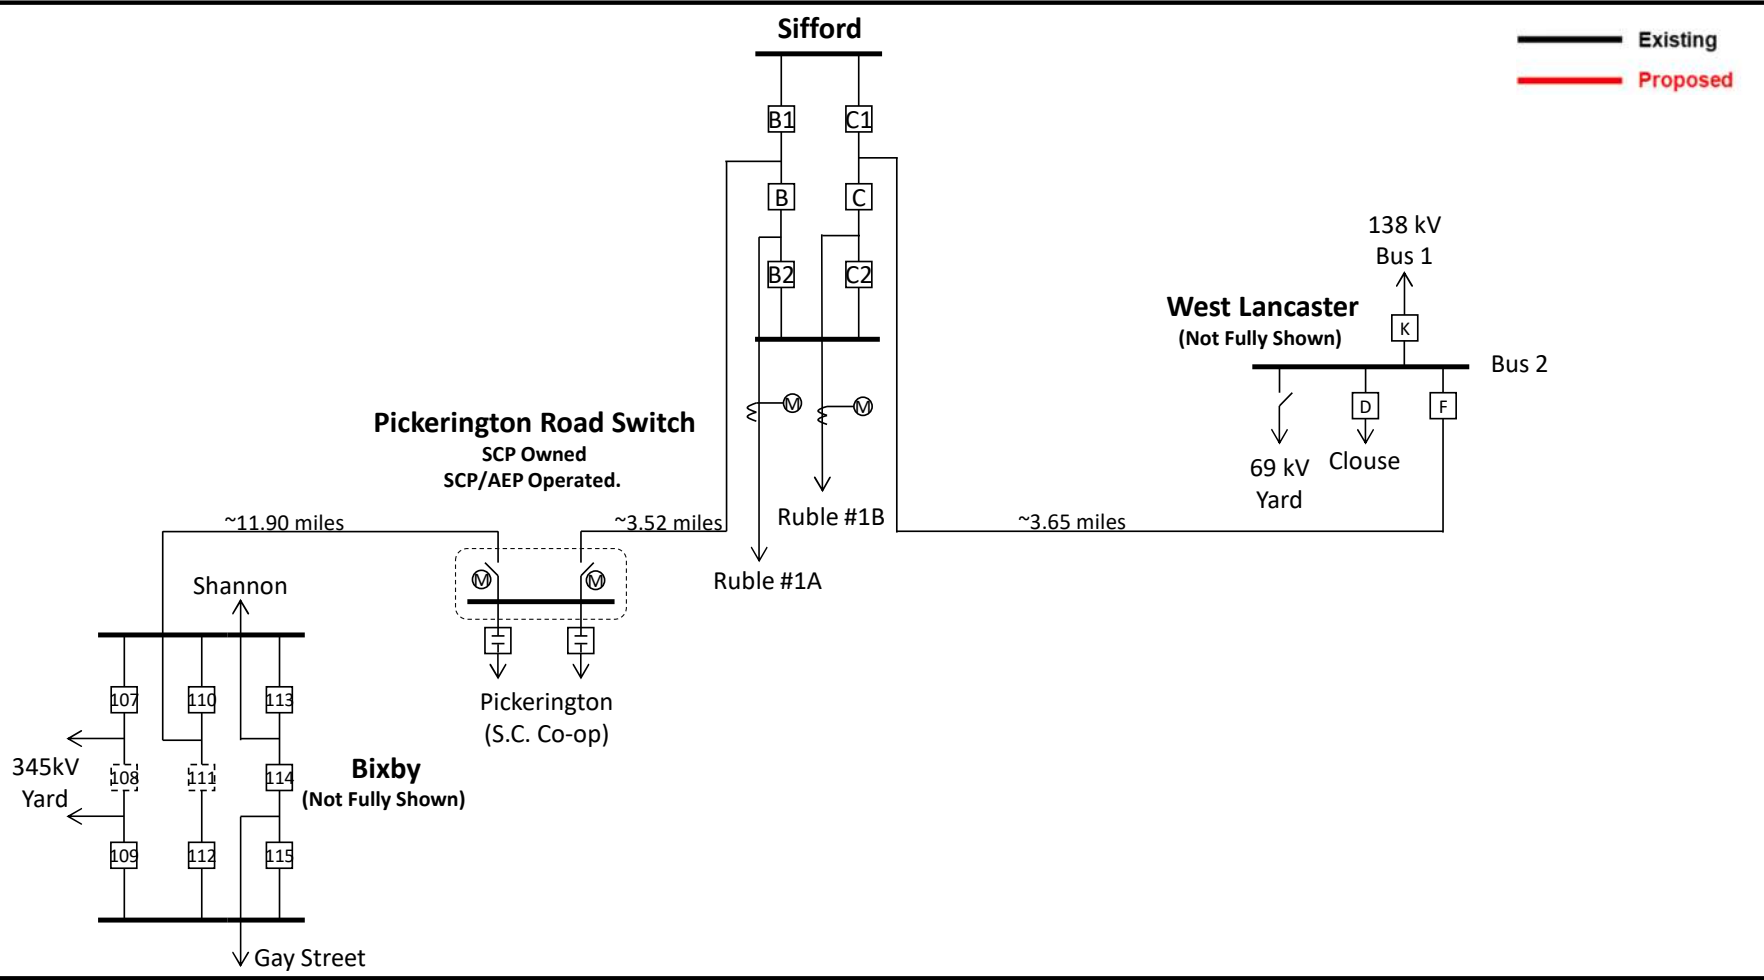 Sifford
Existing
Proposed
B1
C1
B
C
B2
C2
138 kV
Bus 1
West Lancaster
(Not Fully Shown)
K
Bus 2
D
F
Clouse
69 kV
Yard
M
M
Pickerington Road Switch
SCP Owned
SCP/AEP Operated.
Ruble #1B
~11.90 miles
~3.52 miles
~3.65 miles
Ruble #1A
M
M
Shannon
Pickerington
(S.C. Co-op)
107
110
113
345kV
Yard
108
111
114
Bixby
(Not Fully Shown)
109
112
115
Gay Street